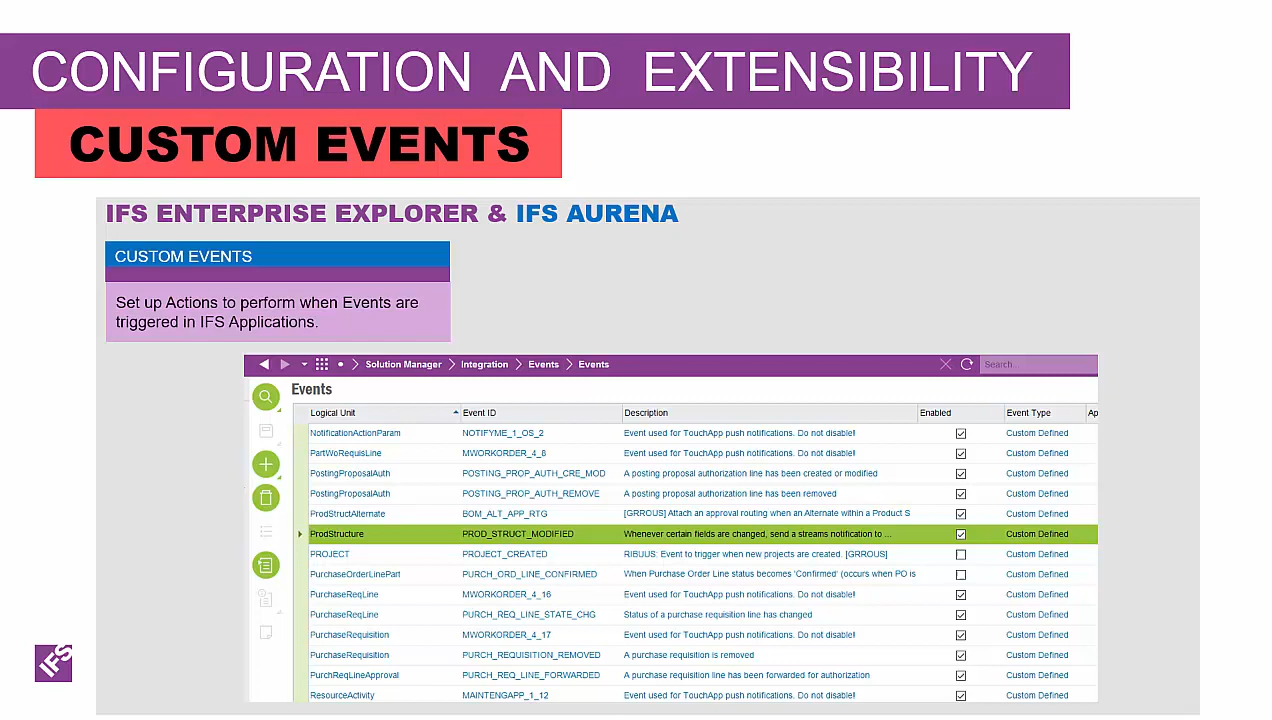 CONFIGURATION AND EXTENSIBILITY
CUSTOM EVENTS
IFS ENTERPRISE EXPLORER & IFS AURENA
CUSTOM EVENTS
Set up Actions to perform when Events are
triggered in IFS Applications.
Solution Manager Integration Events Events Search...
Events
Logical Unit Event ID Description Enabled Event Type Ap
NotificationActionParam NOTIFYME_1_OS_2 Event used for TouchApp push notifications. Do not disable! Custom Defined
PartWoRequisLine MWORKORDER_4_8 Event used for TouchApp push notifications. Do not disable! Custom Defined
PostingProposalAuth POSTING_PROP_AUTH_CRE_MOD A posting proposal authorization line has been created or modified Custom Defined
PostingProposalAuth POSTING_PROP_AUTH_REMOVE A posting proposal authorization line has been removed Custom Defined
ProdStructAlternate BOM_ALT_APP_RTG [GRROUS] Attach an approval routing when an Alternate within a Product S Custom Defined
ProdStructure PROD_STRUCT_MODIFIED Whenever certain fields are changed, send a streams notification to ... Custom Defined
PROJECT PROJECT_CREATED RIBUUS: Event to trigger when new projects are created. [GRROUS] Custom Defined
PurchaseOrderLinePart PURCH_ORD_LINE_CONFIRMED When Purchase Order Line status becomes 'Confirmed' (occurs when PO is Custom Defined
PurchaseReqLine MWORKORDER_4_16 Event used for TouchApp push notifications. Do not disable! Custom Defined
PurchaseReqLine PURCH_REQ_LINE_STATE_CHG Status of a purchase requisition line has changed Custom Defined
PurchaseRequisition MWORKORDER_4_17 Event used for TouchApp push notifications. Do not disable! Custom Defined
PurchaseRequisition PURCH_REQUISITION_REMOVED A purchase requisition is removed Custom Defined
PurchReqLineApproval PURCH_REQ_LINE_FORWARDED A purchase requisition line has been forwarded for authorization Custom Defined
ResourceActivity MAINTENGAPP_1_12 Event used for TouchApp push notifications. Do not disable! Custom Defined
IFS